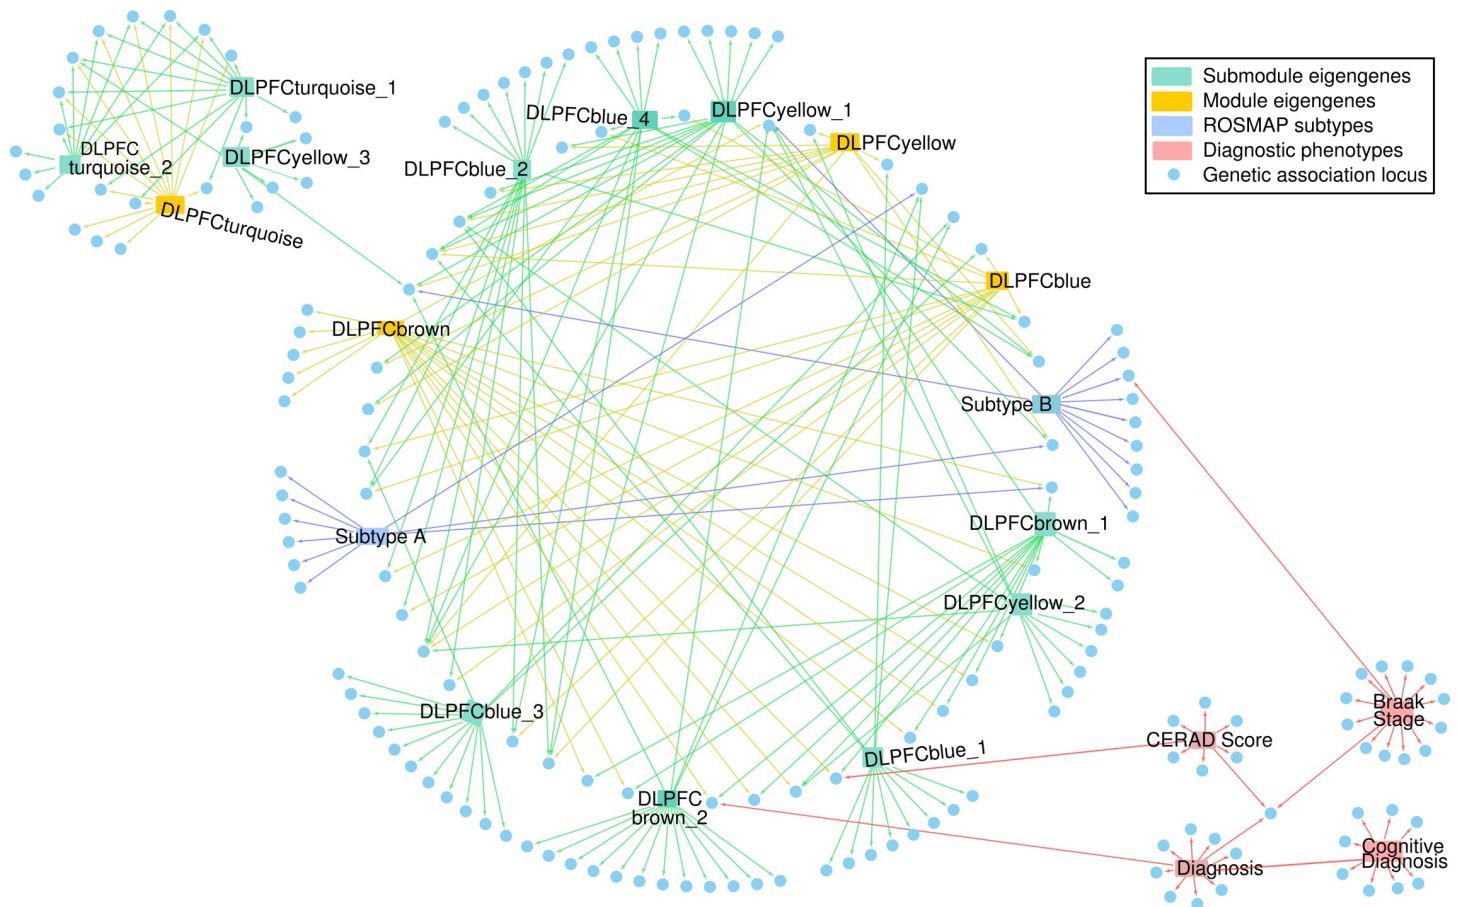 Submodule eigengenes
Module eigengenes
ROSMAP subtypes
Diagnostic phenotypes
Genetic association locus
DLPFCturquoise_1
DLPFCblue_4
DLPFCyellow_1
DLPFCyellow
DLPFC
turquoise_2
DLPFCyellow_3
DLPFCblue_2
DLPFCturquoise
DLPFCblue
DLPFCbrown
Subtype B
DLPFCbrown_1
Subtype A
DLPFCyellow_2
DLPFCblue_3
Braak
Stage
CERAD Score
DLPFCblue_1
DLPFC
brown_2
Cognitive
Diagnosis
Diagnosis